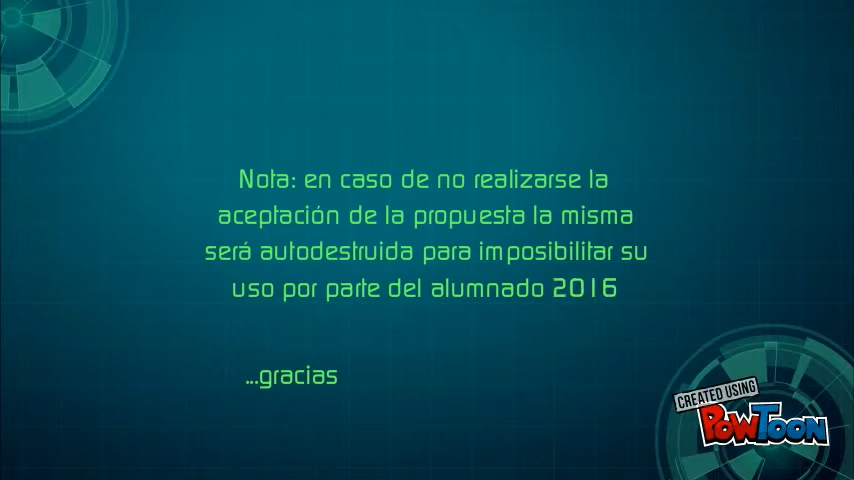 Nota: en caso de no realizarse la
aceptación de la propuesta la misma
será autodestruida para imposibilitar su
uso por parte del alumnado 2016
...gracias
CREATED USING
POWTOON